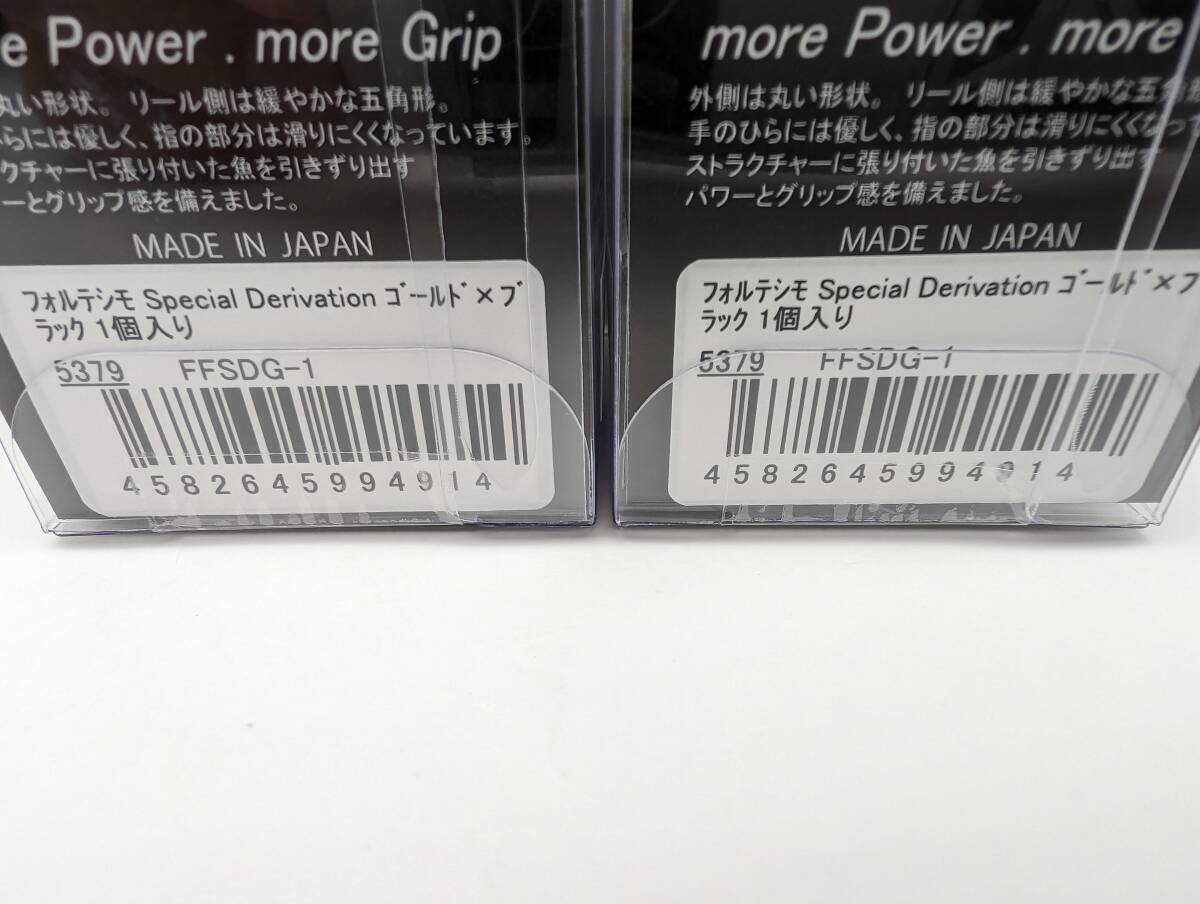 e Power . more Grip
丸い形状。 リール側は緩やかな五角形。
らには優しく、指の部分は滑りにくくなっています。
クチャーに張り付いた魚を引きずり出す
ーとグリップ感を備えました。
MADE IN JAPAN
フォルテシモ Special Derivation ゴールド×ブ
ラック 1個入り
5379 FFSDG-1
4582645994914
more Power . more
外側は丸い形状。 リール側は緩やかな五角形
手のひらには優しく、指の部分は滑りにくくなって
ストラクチャーに張り付いた魚を引きずり出す
パワーとグリップ感を備えました。
MADE IN JAPAN
フォルテシモ Special Derivation ゴールド×ブ
ラック 1個入り
5379 FFSDG-1
4582645994914